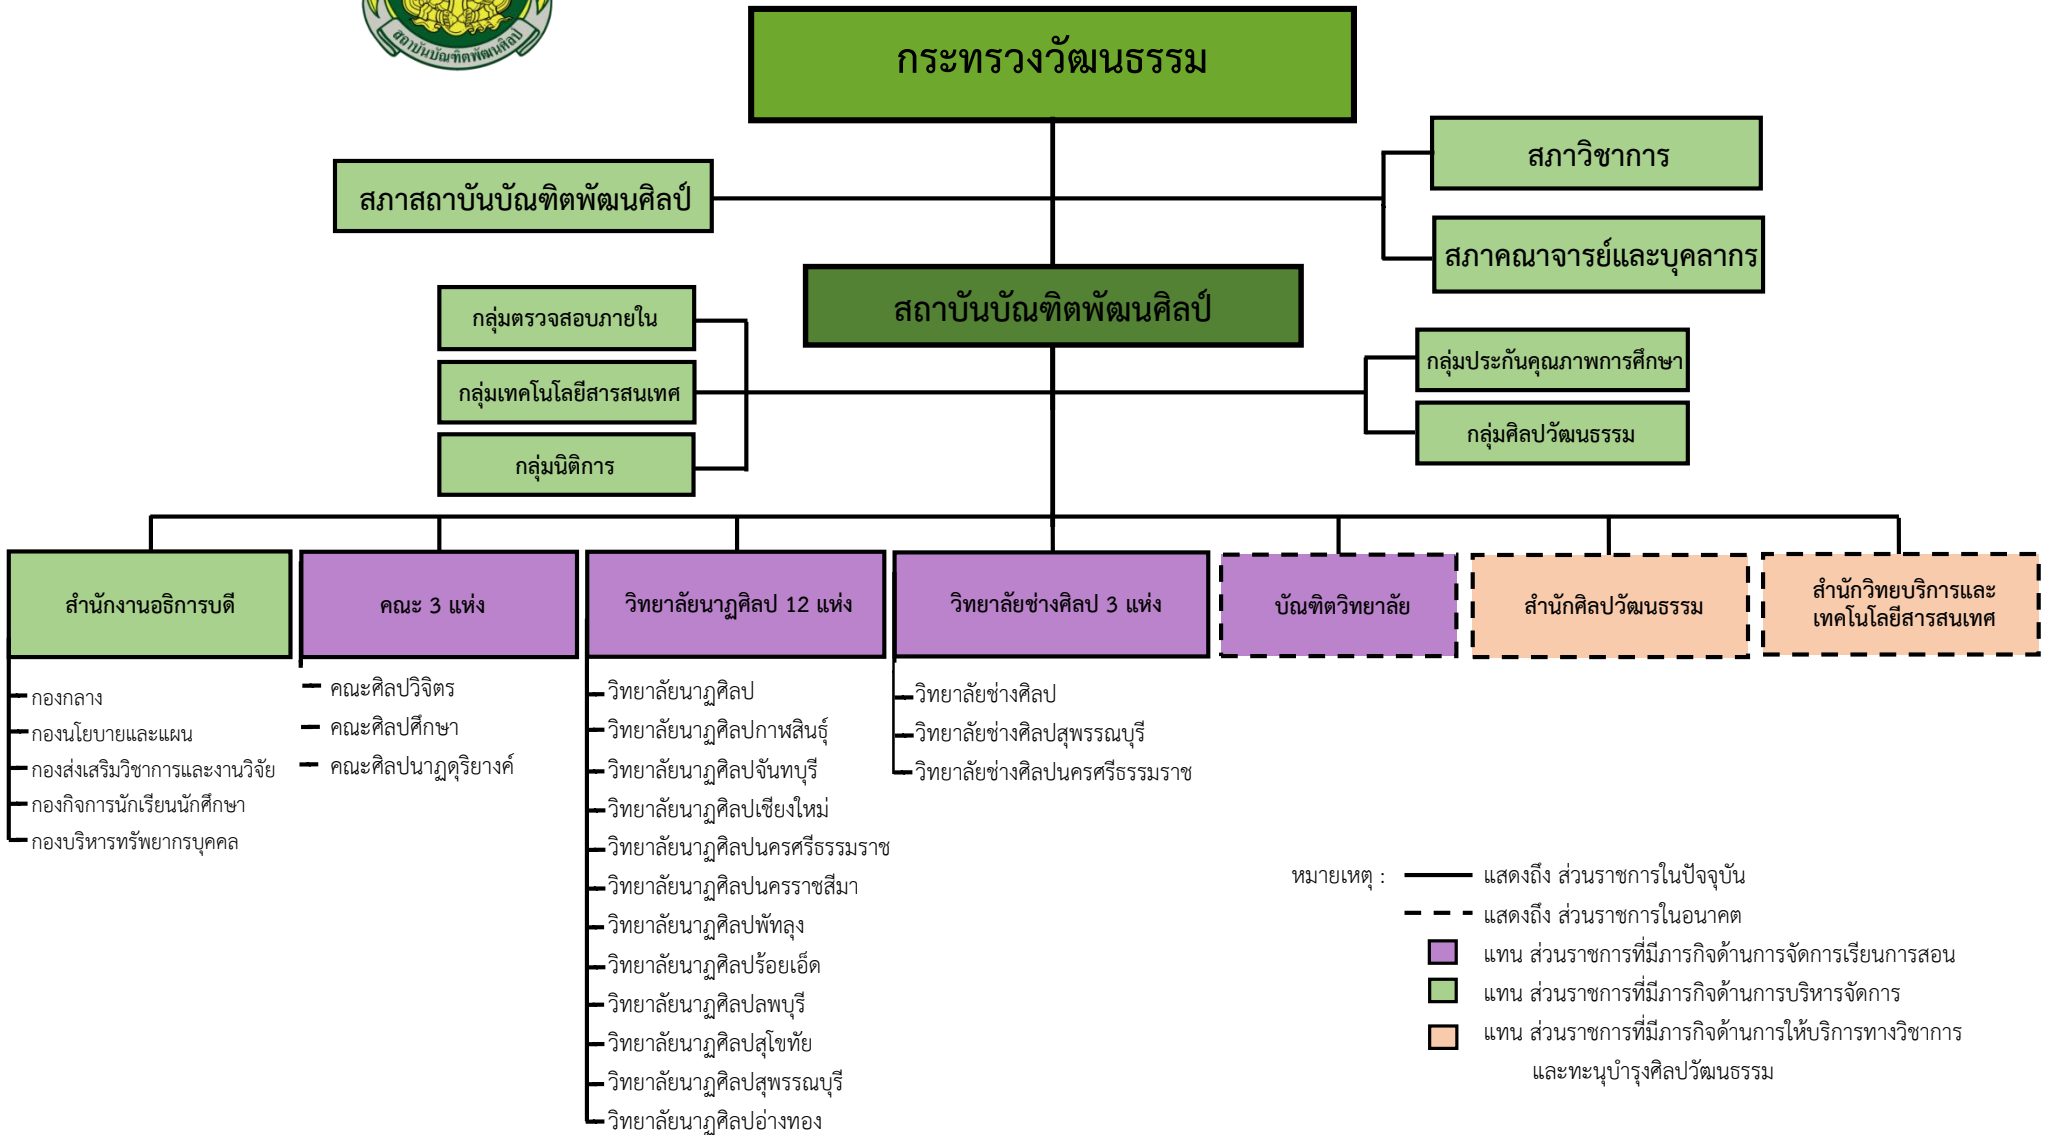 สถาบันบัณฑิตพัฒนศิลป์
กระทรวงวัฒนธรรม
สภาวิชาการ
สภาสถาบันบัณฑิตพัฒนศิลป์
สภาคณาจารย์และบุคลากร
สถาบันบัณฑิตพัฒนศิลป์
กลุ่มตรวจสอบภายใน
กลุ่มเทคโนโลยีสารสนเทศ
กลุ่มนิติการ
กลุ่มประกันคุณภาพการศึกษา
กลุ่มศิลปวัฒนธรรม
สำนักงานอธิการบดี
กองกลาง
กองนโยบายและแผน
กองส่งเสริมวิชาการและงานวิจัย
กองกิจการนักเรียนนักศึกษา
กองบริหารทรัพยากรบุคคล
คณะ 3 แห่ง
คณะศิลปวิจิตร
คณะศิลปศึกษา
คณะศิลปนาฏดุริยางค์
วิทยาลัยนาฏศิลป 12 แห่ง
วิทยาลัยนาฏศิลป
วิทยาลัยนาฏศิลปกาฬสินธุ์
วิทยาลัยนาฏศิลปจันทบุรี
วิทยาลัยนาฏศิลปเชียงใหม่
วิทยาลัยนาฏศิลปนครศรีธรรมราช
วิทยาลัยนาฏศิลปนครราชสีมา
วิทยาลัยนาฏศิลปพัทลุง
วิทยาลัยนาฏศิลปร้อยเอ็ด
วิทยาลัยนาฏศิลปลพบุรี
วิทยาลัยนาฏศิลปสุโขทัย
วิทยาลัยนาฏศิลปสุพรรณบุรี
วิทยาลัยนาฏศิลปอ่างทอง
วิทยาลัยช่างศิลป 3 แห่ง
วิทยาลัยช่างศิลป
วิทยาลัยช่างศิลปสุพรรณบุรี
วิทยาลัยช่างศิลปนครศรีธรรมราช
บัณฑิตวิทยาลัย
สำนักศิลปวัฒนธรรม
สำนักวิทยบริการและ
เทคโนโลยีสารสนเทศ
หมายเหตุ : แสดงถึง ส่วนราชการในปัจจุบัน
แสดงถึง ส่วนราชการในอนาคต
แทน ส่วนราชการที่มีภารกิจด้านการจัดการเรียนการสอน
แทน ส่วนราชการที่มีภารกิจด้านการบริหารจัดการ
แทน ส่วนราชการที่มีภารกิจด้านการให้บริการทางวิชาการ
และทะนุบำรุงศิลปวัฒนธรรม